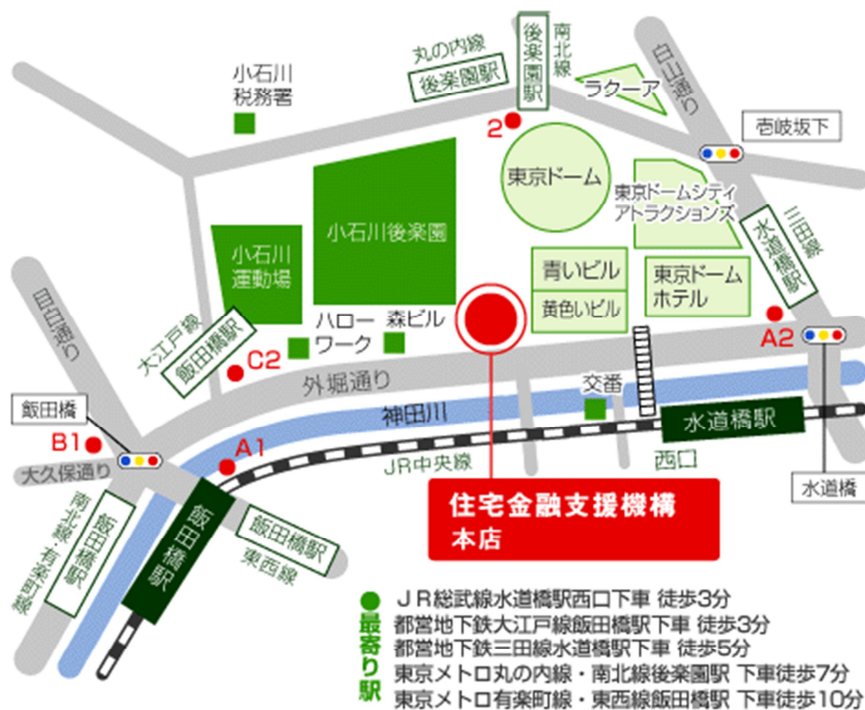 丸の内線
後楽園駅
後楽園駅
南北線
ラクーア
白山通り
小石川
税務署
2
壱岐坂下
東京ドーム
東京ドームシティ
アトラクションズ
三田線
水道橋駅
小石川後楽園
小石川
運動場
青いビル
黄色いビル
東京ドーム
ホテル
目白通り
大江戸線
飯田橋駅
ハロー
ワーク
森ビル
A2
C2
外堀通り
交番
飯田橋
神田川
水道橋駅
B1
A1
JR中央線
西口
大久保通り
水道橋
南北線・有楽町線
飯田橋駅
飯田橋駅
飯田橋駅
東西線
住宅金融支援機構
本店
●最寄り駅
JR総武線水道橋駅西口下車 徒歩3分
都営地下鉄大江戸線飯田橋駅下車 徒歩3分
都営地下鉄三田線水道橋駅下車 徒歩5分
東京メトロ丸の内線・南北線後楽園駅 下車徒歩7分
東京メトロ有楽町線・東西線飯田橋駅 下車徒歩10分